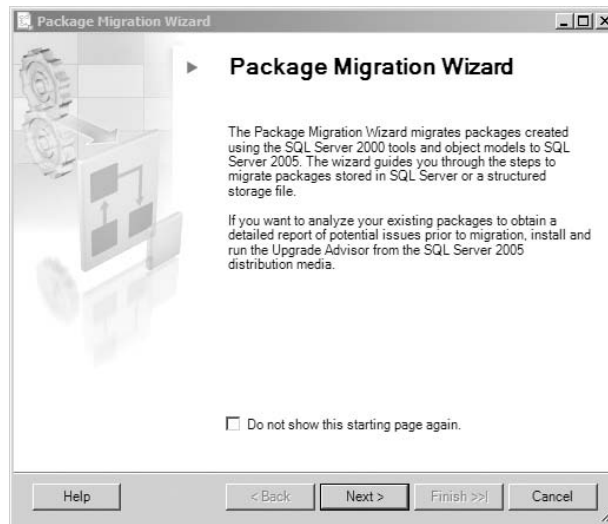 Package Migration Wizard
Package Migration Wizard
The Package Migration Wizard migrates packages created
using the SQL Server 2000 tools and object models to SQL
Server 2005. The wizard guides you through the steps to
migrate packages stored in SQL Server or a structured
storage file.
If you want to analyze your existing packages to obtain a
detailed report of potential issues prior to migration, install and
run the Upgrade Advisor from the SQL Server 2005
distribution media.
Do not show this starting page again.
Help < Back Next > Finish >>| Cancel